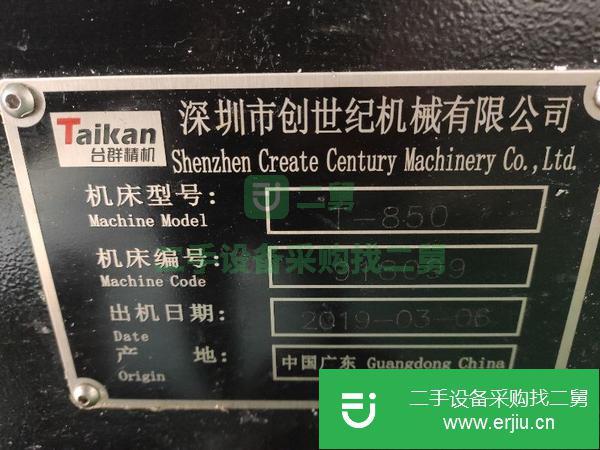 深圳市创世纪机械有限公司
Taikan
台群精机
Shenzhen Create Century Machinery Co.,Ltd.
机床型号:
Machine Model
T-850
二舅
机床编号:
Machine Code
二手设备采购找二舅
出机日期:
Date
2019-03-06
产 地:
Origin
中国广东 Guangdong China
二手设备采购找二舅
www.erjiu.cn